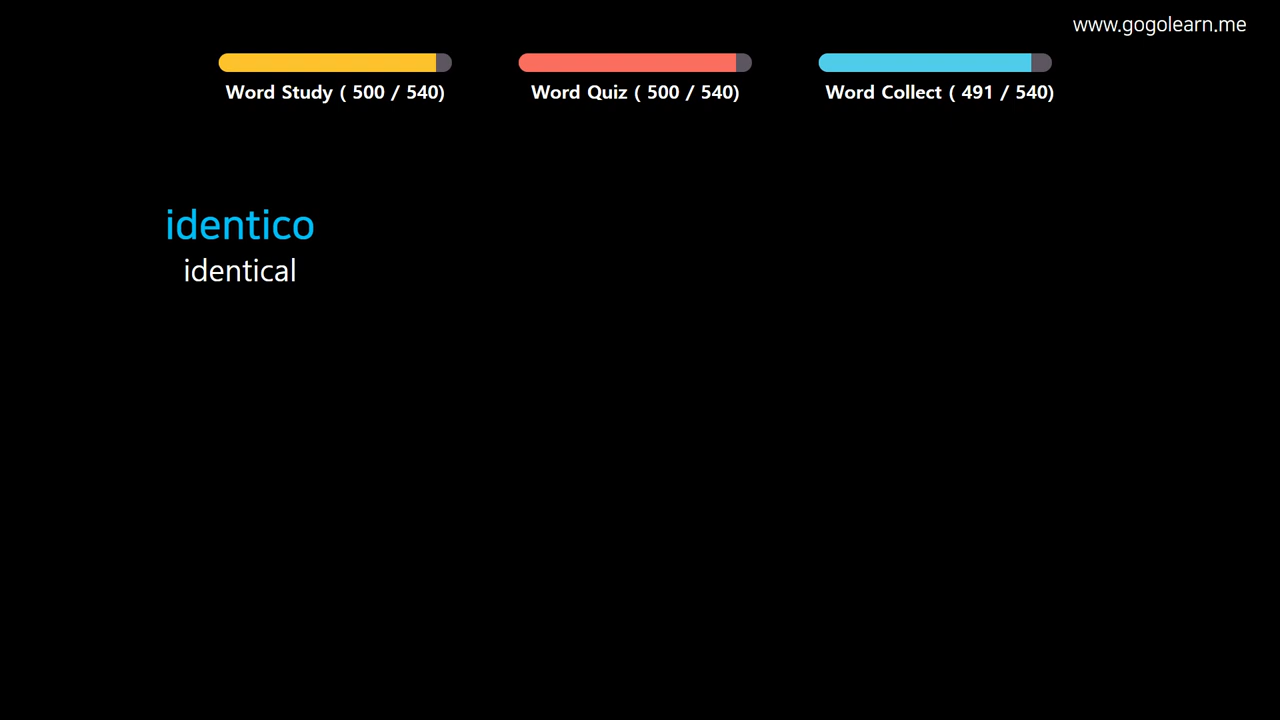 www.gogolearn.me
Word Study ( 500 / 540)
Word Quiz ( 500 / 540)
Word Collect ( 491 / 540)
identico
identical